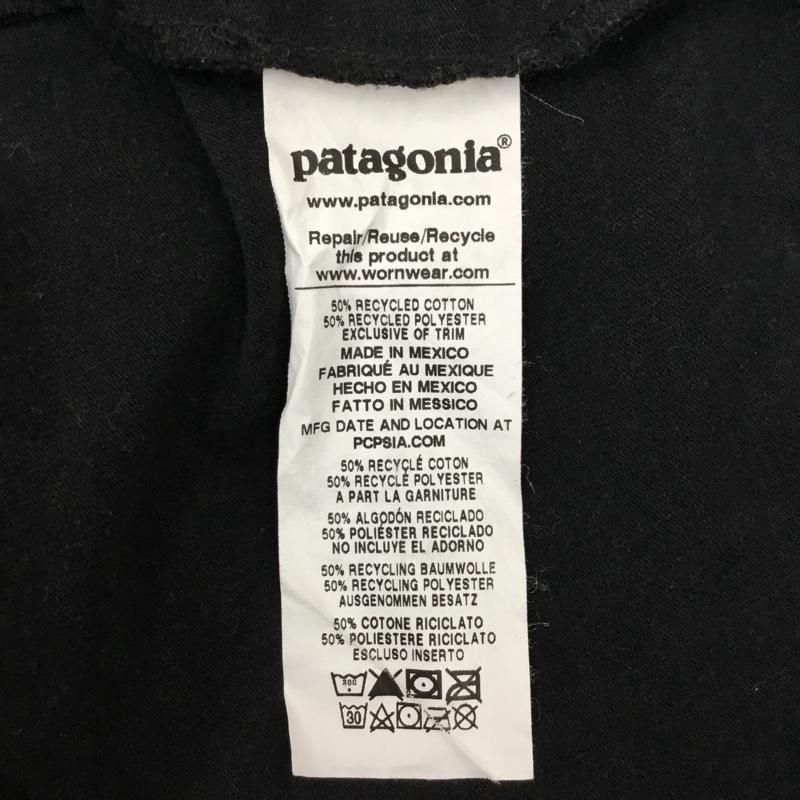 patagonia®
www.patagonia.com
Repair/Reuse/Recycle
this product at
www.wornwear.com
50% RECYCLED COTTON
50% RECYCLED POLYESTER
EXCLUSIVE OF TRIM
MADE IN MEXICO
FABRIQUÉ AU MEXIQUE
HECHO EN MEXICO
FATTO IN MESSICO
MFG DATE AND LOCATION AT
PCPSIA.COM
50% RECYCLÉ COTON
50% RECYCLÉ POLYESTER
A PART LA GARNITURE
50% ALGODÓN RECICLADO
50% POLIÉSTER RECICLADO
NO INCLUYE EL ADORNO
50% RECYCLING BAUMWOLLE
50% RECYCLING POLYESTER
AUSGENOMMEN BESATZ
50% COTONE RICICLATO
50% POLIESTERE RICICLATO
ESCLUSO INSERTO
30